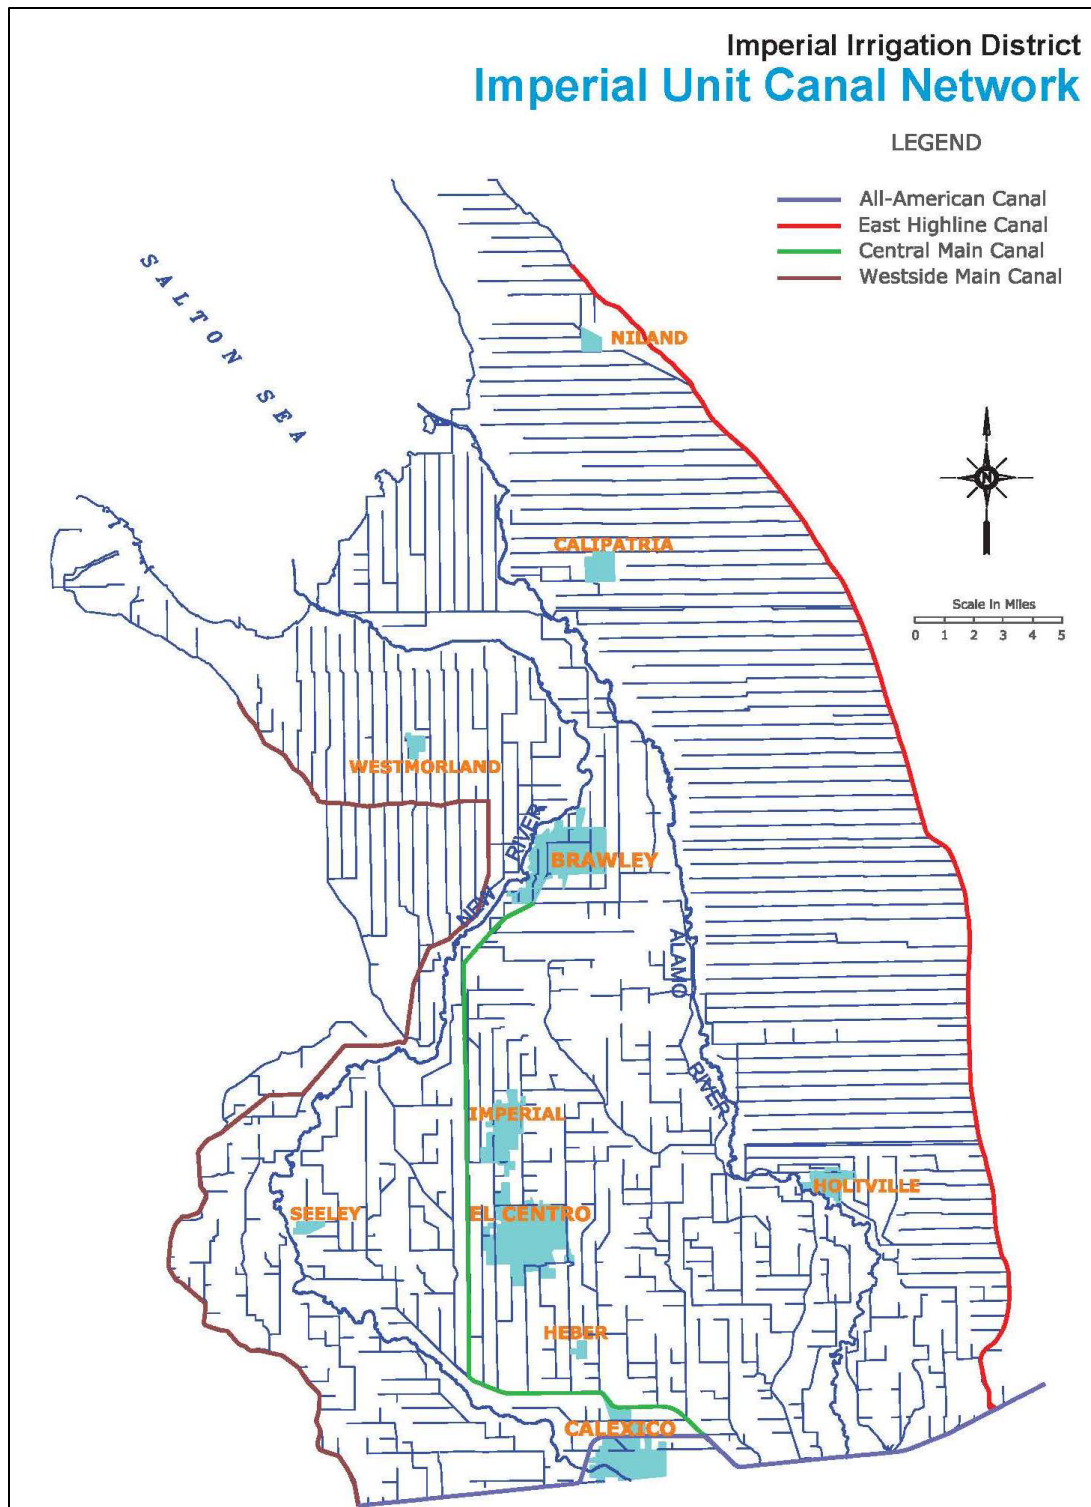 Imperial Irrigation District
Imperial Unit Canal Network
LEGEND
All-American Canal
East Highline Canal
Central Main Canal
Westside Main Canal
SALTON SEA
NILAND
N
CALIPATRIA
Scale in Miles
0 1 2 3 4 5
WESTMORLAND
NEW RIVER
BRAWLEY
ALAMO RIVER
IMPERIAL
HOLTVILLE
SEELEY
EL CENTRO
HEBER
CALEXICO